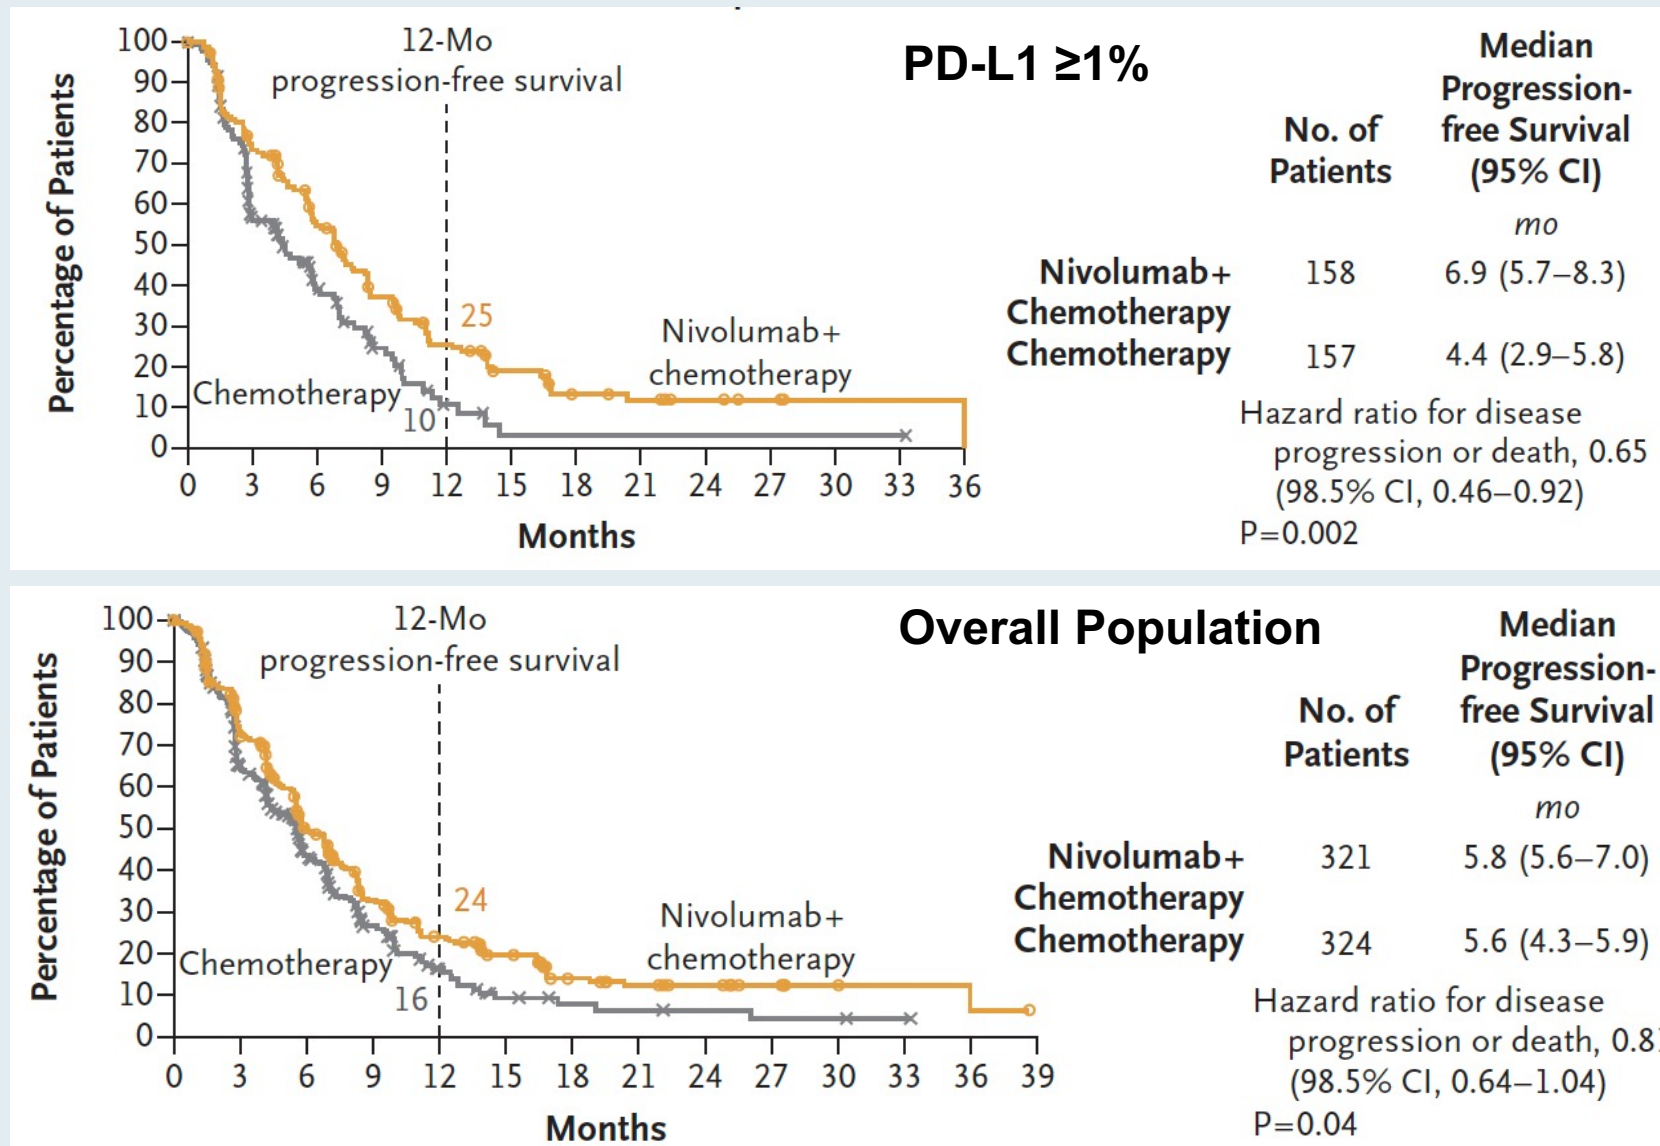 PD-L1 ≥1%
12-Mo
progression-free survival
Percentage of Patients
100
90
80
70
60
50
40
30
20
10
0
25
10
Nivolumab+
chemotherapy
Chemotherapy
0 3 6 9 12 15 18 21 24 27 30 33 36
Months
No. of
Patients
Median
Progression-
free Survival
(95% CI)
mo
Nivolumab+ 158 6.9 (5.7–8.3)
Chemotherapy
Chemotherapy 157 4.4 (2.9–5.8)
Hazard ratio for disease
progression or death, 0.65
(98.5% CI, 0.46–0.92)
P=0.002
Overall Population
12-Mo
progression-free survival
Percentage of Patients
100
90
80
70
60
50
40
30
20
10
0
24
16
Nivolumab+
chemotherapy
Chemotherapy
0 3 6 9 12 15 18 21 24 27 30 33 36 39
Months
No. of
Patients
Median
Progression-
free Survival
(95% CI)
mo
Nivolumab+ 321 5.8 (5.6–7.0)
Chemotherapy
Chemotherapy 324 5.6 (4.3–5.9)
Hazard ratio for disease
progression or death,
(98.5% CI, 0.64–1.04)
P=0.04